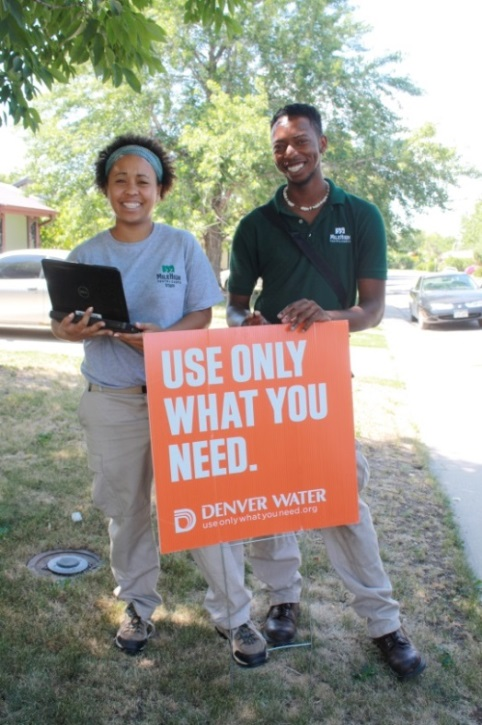 USE ONLY
WHAT YOU
NEED.
DENVER WATER
useonlywhatyouneed.org